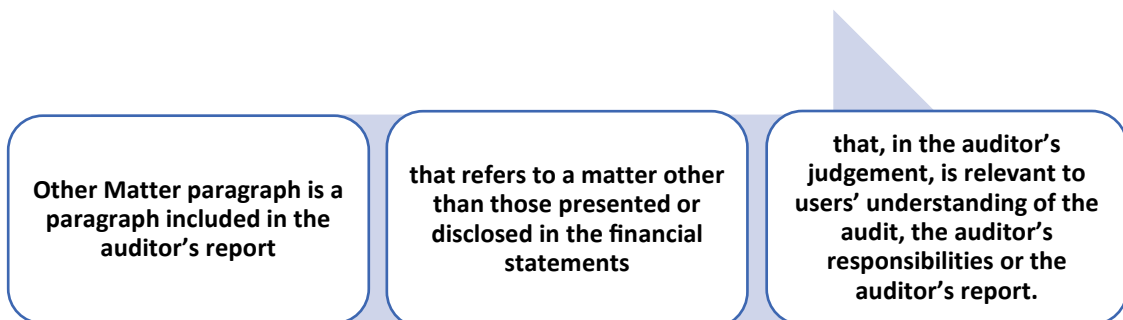 Other Matter paragraph is a
paragraph included in the
auditor's report
that refers to a matter other
than those presented or
disclosed in the financial
statements
that, in the auditor's
judgement, is relevant to
users' understanding of the
audit, the auditor's
responsibilities or the
auditor's report.